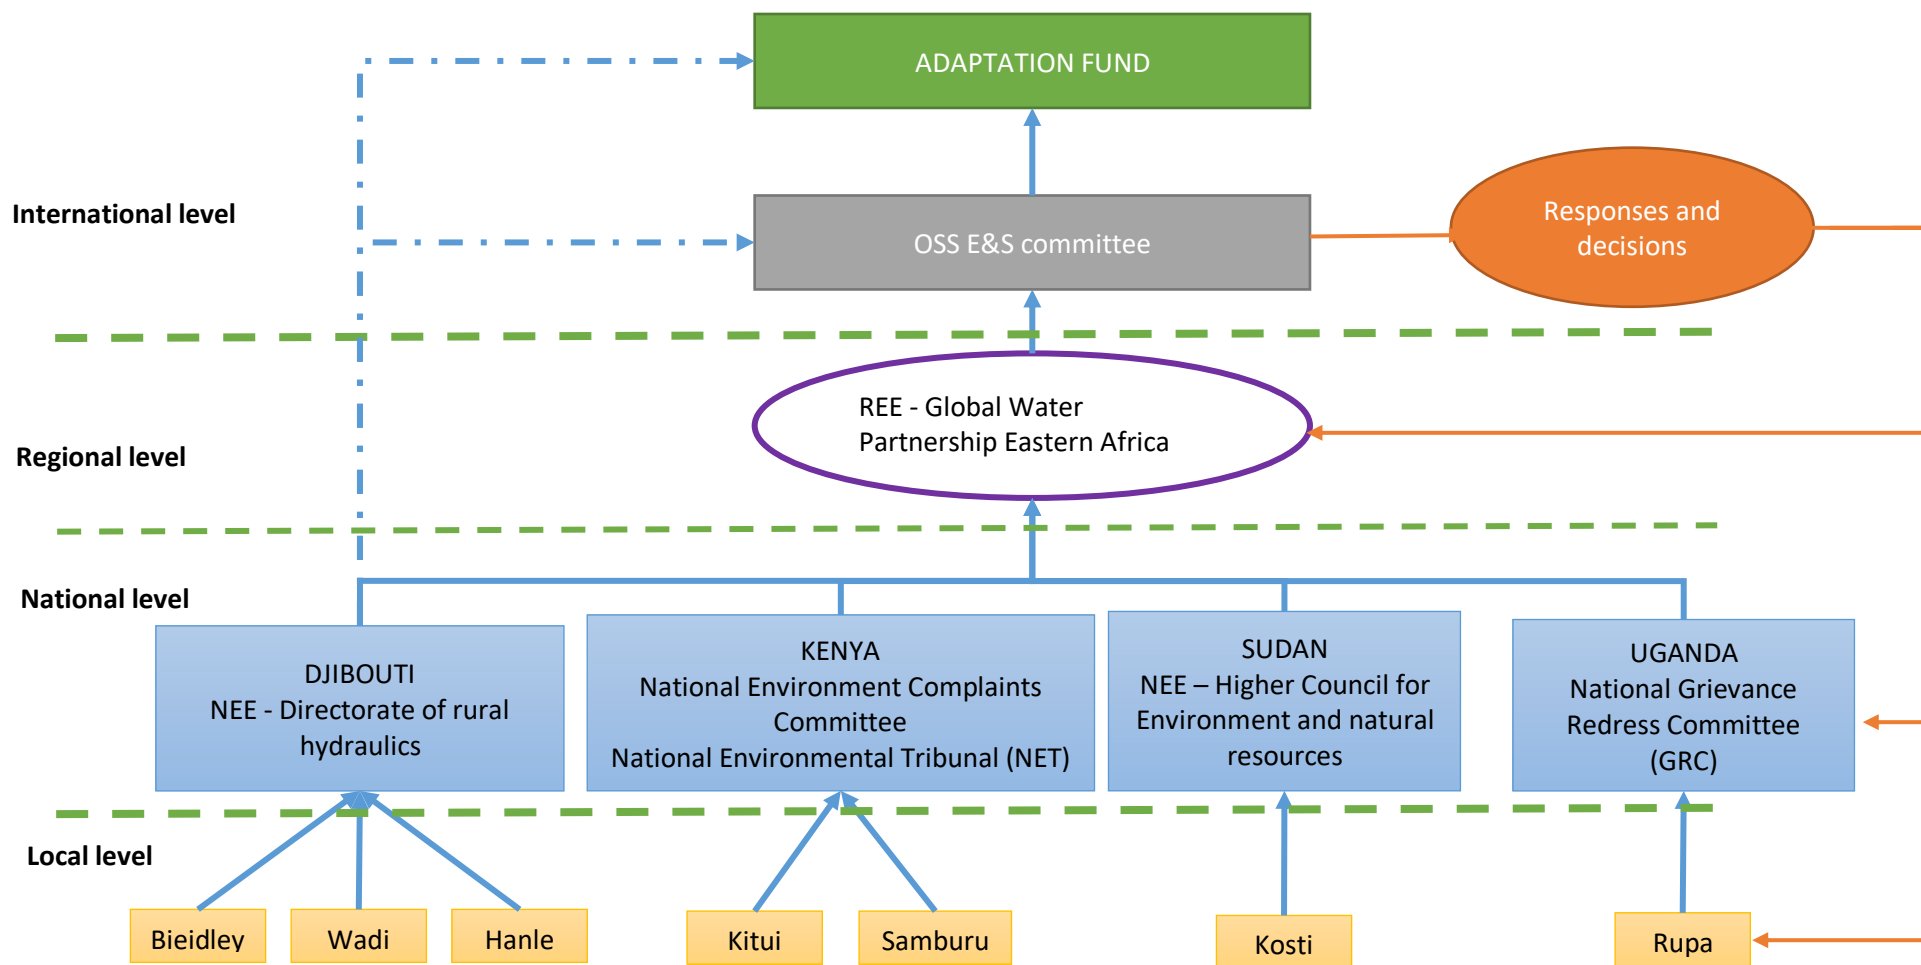 ADAPTATION FUND
International level
OSS E&S committee
Responses and
decisions
REE - Global Water
Partnership Eastern Africa
Regional level
National level
DJIBOUTI
NEE - Directorate of rural
hydraulics
KENYA
National Environment Complaints
Committee
National Environmental Tribunal (NET)
SUDAN
NEE – Higher Council for
Environment and natural
resources
UGANDA
National Grievance
Redress Committee
(GRC)
Local level
Bieidley
Wadi
Hanle
Kitui
Samburu
Kosti
Rupa